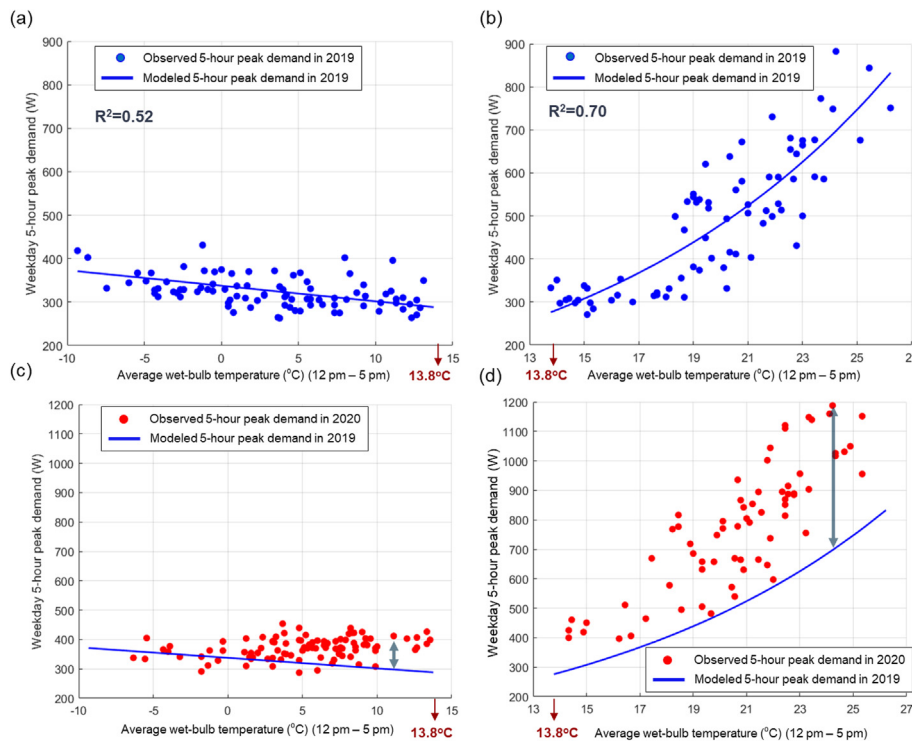 (a)
Observed 5-hour peak demand in 2019
Modeled 5-hour peak demand in 2019
R²=0.52
Weekday 5-hour peak demand (W)
900
800
700
600
500
400
300
200
-10
-5
0
5
10
15
Average wet-bulb temperature (°C) (12 pm – 5 pm)
13.8°C
(b)
Observed 5-hour peak demand in 2019
Modeled 5-hour peak demand in 2019
R²=0.70
Weekday 5-hour peak demand (W)
900
800
700
600
500
400
300
200
13
15
17
19
21
23
25
2
13.8°C
Average wet-bulb temperature (°C) (12 pm – 5 pm)
(c)
Observed 5-hour peak demand in 2020
Modeled 5-hour peak demand in 2019
Weekday 5-hour peak demand (W)
1200
1100
1000
900
800
700
600
500
400
300
200
-10
-5
0
5
10
15
Average wet-bulb temperature (°C) (12 pm – 5 pm)
13.8°C
(d)
Weekday 5-hour peak demand (W)
1200
1100
1000
900
800
700
600
500
400
300
200
Observed 5-hour peak demand in 2020
Modeled 5-hour peak demand in 2019
13
15
17
19
21
23
25
27
13.8°C
Average wet-bulb temperature (°C) (12 pm – 5 pm)